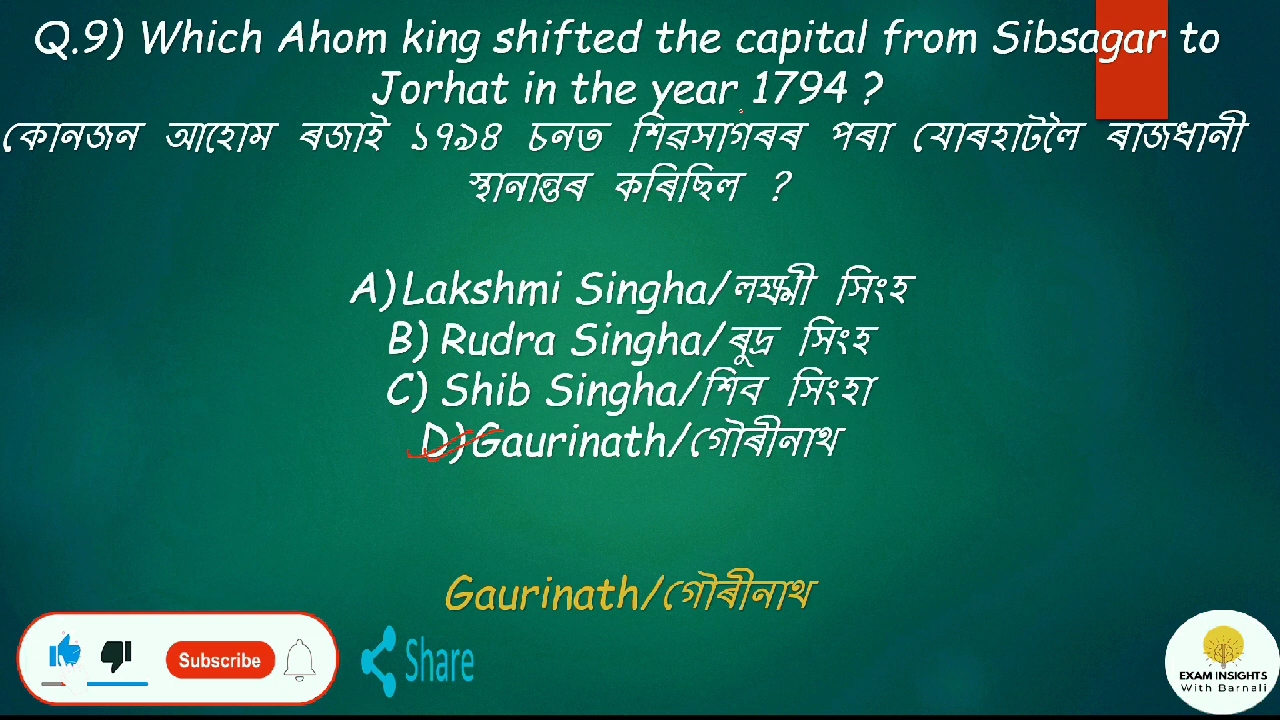 Q.9) Which Ahom king shifted the capital from Sibsagar to
Jorhat in the year 1794 ?
কোনজন আহোম ৰজাই ১৭৯৪ চনত শিৱসাগৰৰ পৰা যোৰহাটলৈ ৰাজধানী
স্থানান্তৰ কৰিছিল ?
A)Lakshmi Singha/লক্ষ্মী সিংহ
B) Rudra Singha/ৰুদ্ৰ সিংহ
C) Shib Singha/শিব সিংহা
D)Gaurinath/গৌৰীনাথ
Gaurinath/গৌৰীনাথ
Subscribe
Share
EXAM INSIGHTS
With Barnali